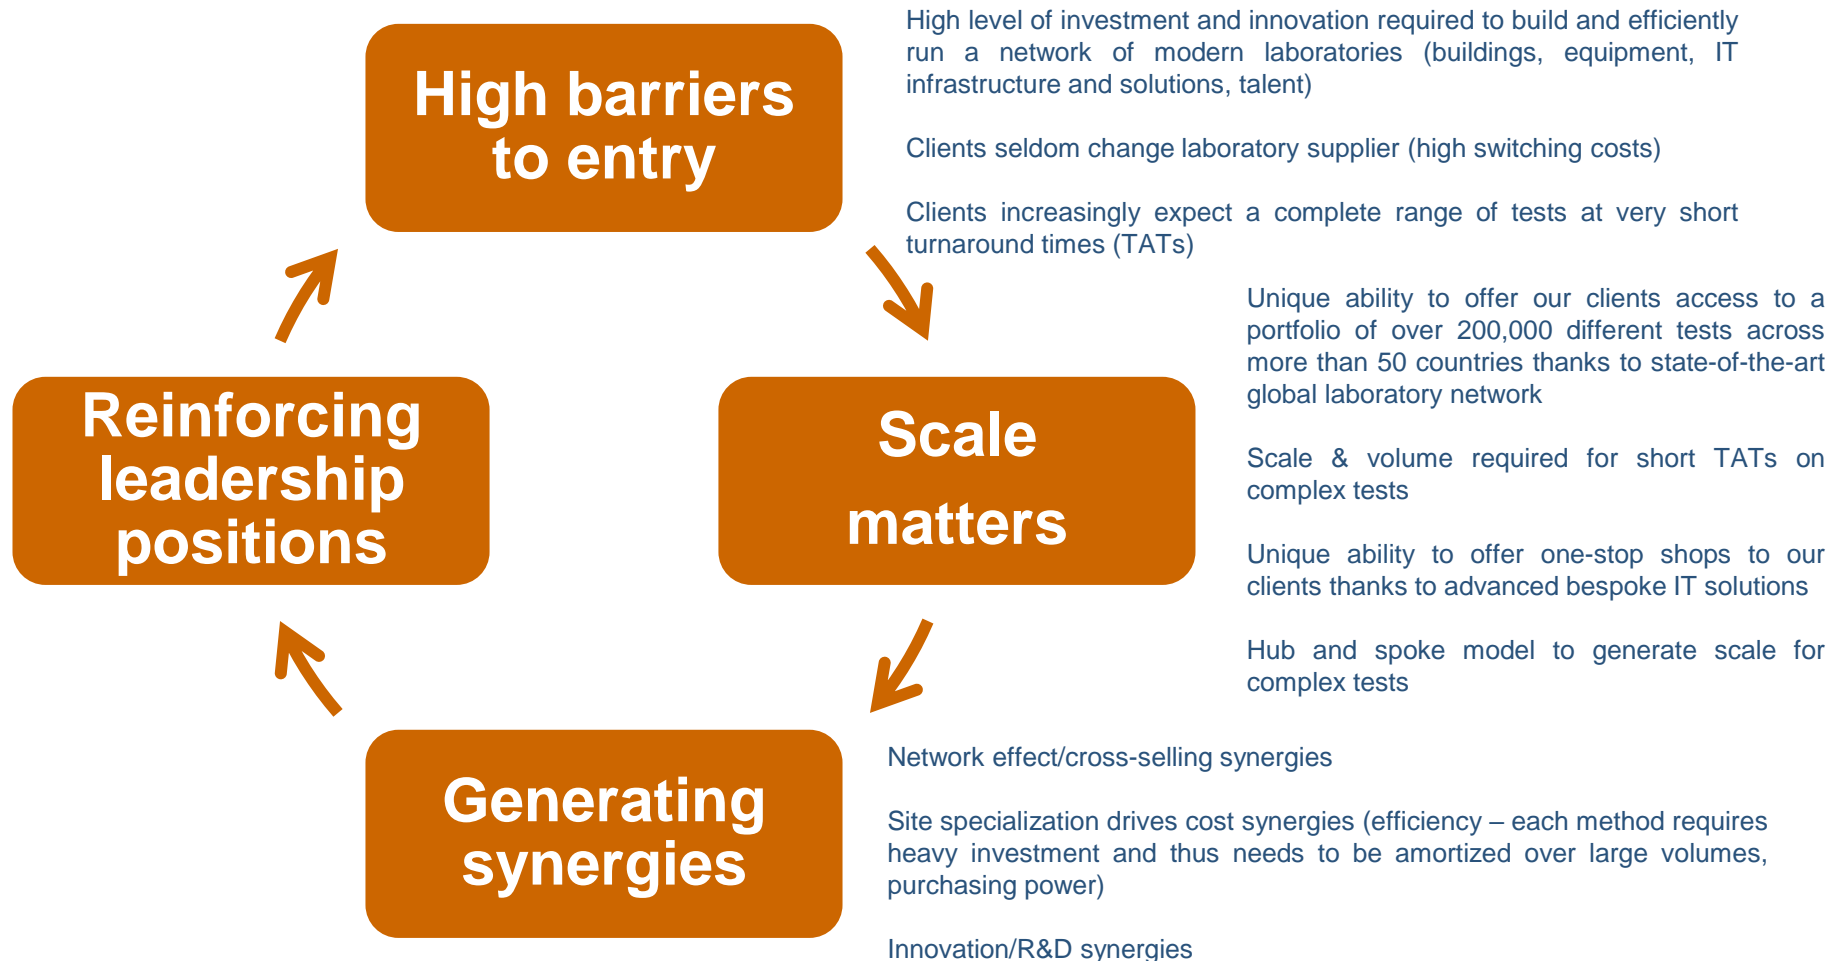 High barriers
to entry
High level of investment and innovation required to build and efficiently
run a network of modern laboratories (buildings, equipment, IT
infrastructure and solutions, talent)
Clients seldom change laboratory supplier (high switching costs)
Clients increasingly expect a complete range of tests at very short
turnaround times (TATs)
Scale
matters
Unique ability to offer our clients access to a
portfolio of over 200,000 different tests across
more than 50 countries thanks to state-of-the-art
global laboratory network
Scale & volume required for short TATs on
complex tests
Unique ability to offer one-stop shops to our
clients thanks to advanced bespoke IT solutions
Hub and spoke model to generate scale for
complex tests
Generating
synergies
Network effect/cross-selling synergies
Site specialization drives cost synergies (efficiency – each method requires
heavy investment and thus needs to be amortized over large volumes,
purchasing power)
Innovation/R&D synergies
Reinforcing
leadership
positions